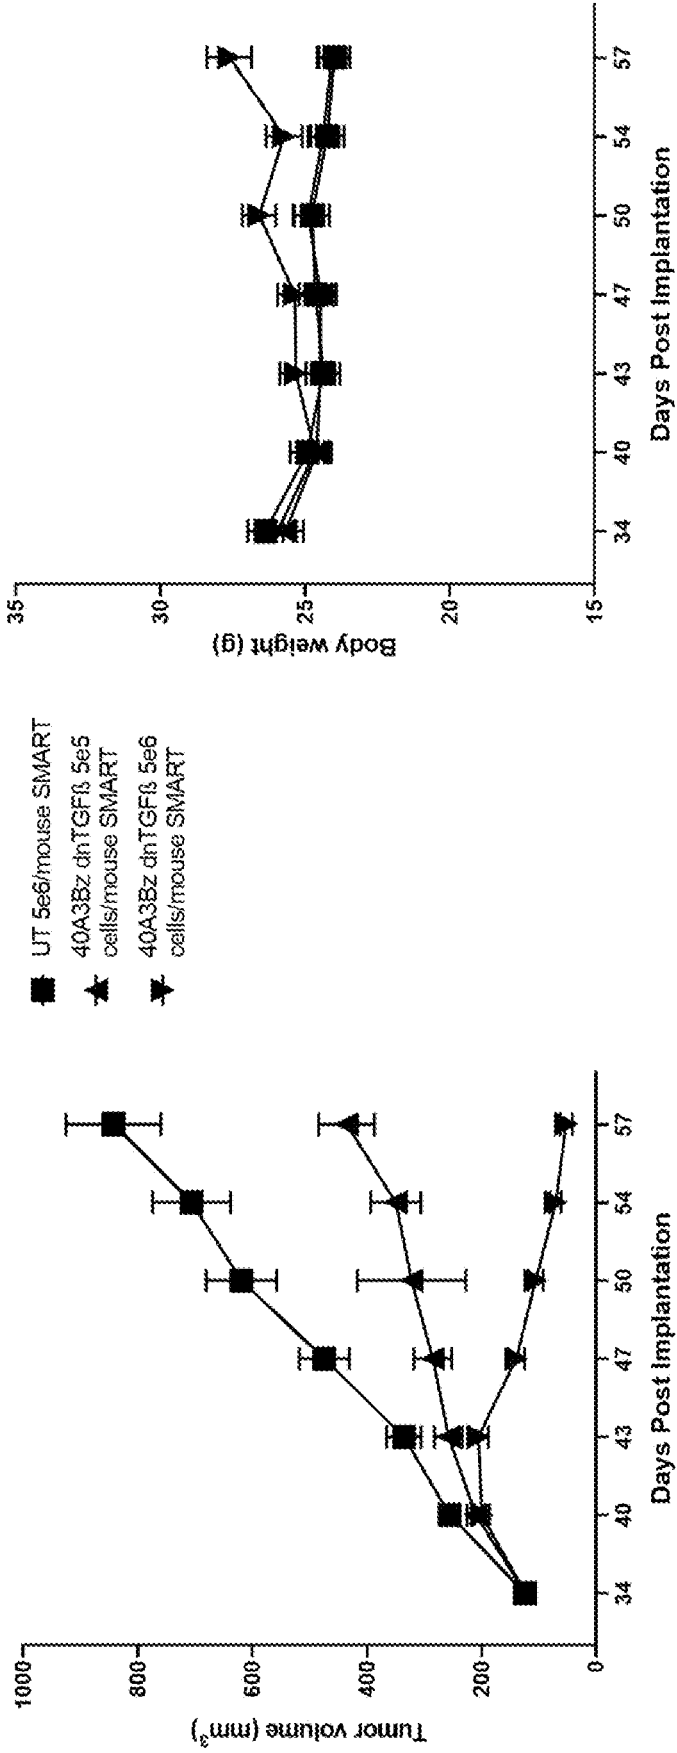 Tumor volume (mm³)
1000
800
600
400
200
0
34 40 43 47 50 54 57
Days Post Implantation
UT 5e6/mouse SMART
40A3Bz dnTGFß 5e5
cells/mouse SMART
40A3Bz dnTGFß 5e6
cells/mouse SMART
Body weight (g)
35
30
25
20
15
34 40 43 47 50 54 57
Days Post Implantation